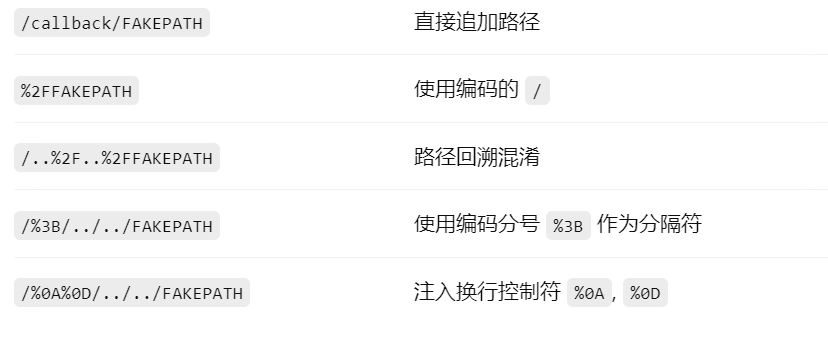 /callback/FAKEPATH 直接追加路径
%2FFAKEPATH 使用编码的 /
/..%2F..%2FFAKEPATH 路径回溯混淆
/%3B/../../FAKEPATH 使用编码分号 %3B 作为分隔符
/%0A%0D/../../FAKEPATH 注入换行控制符 %0A, %0D